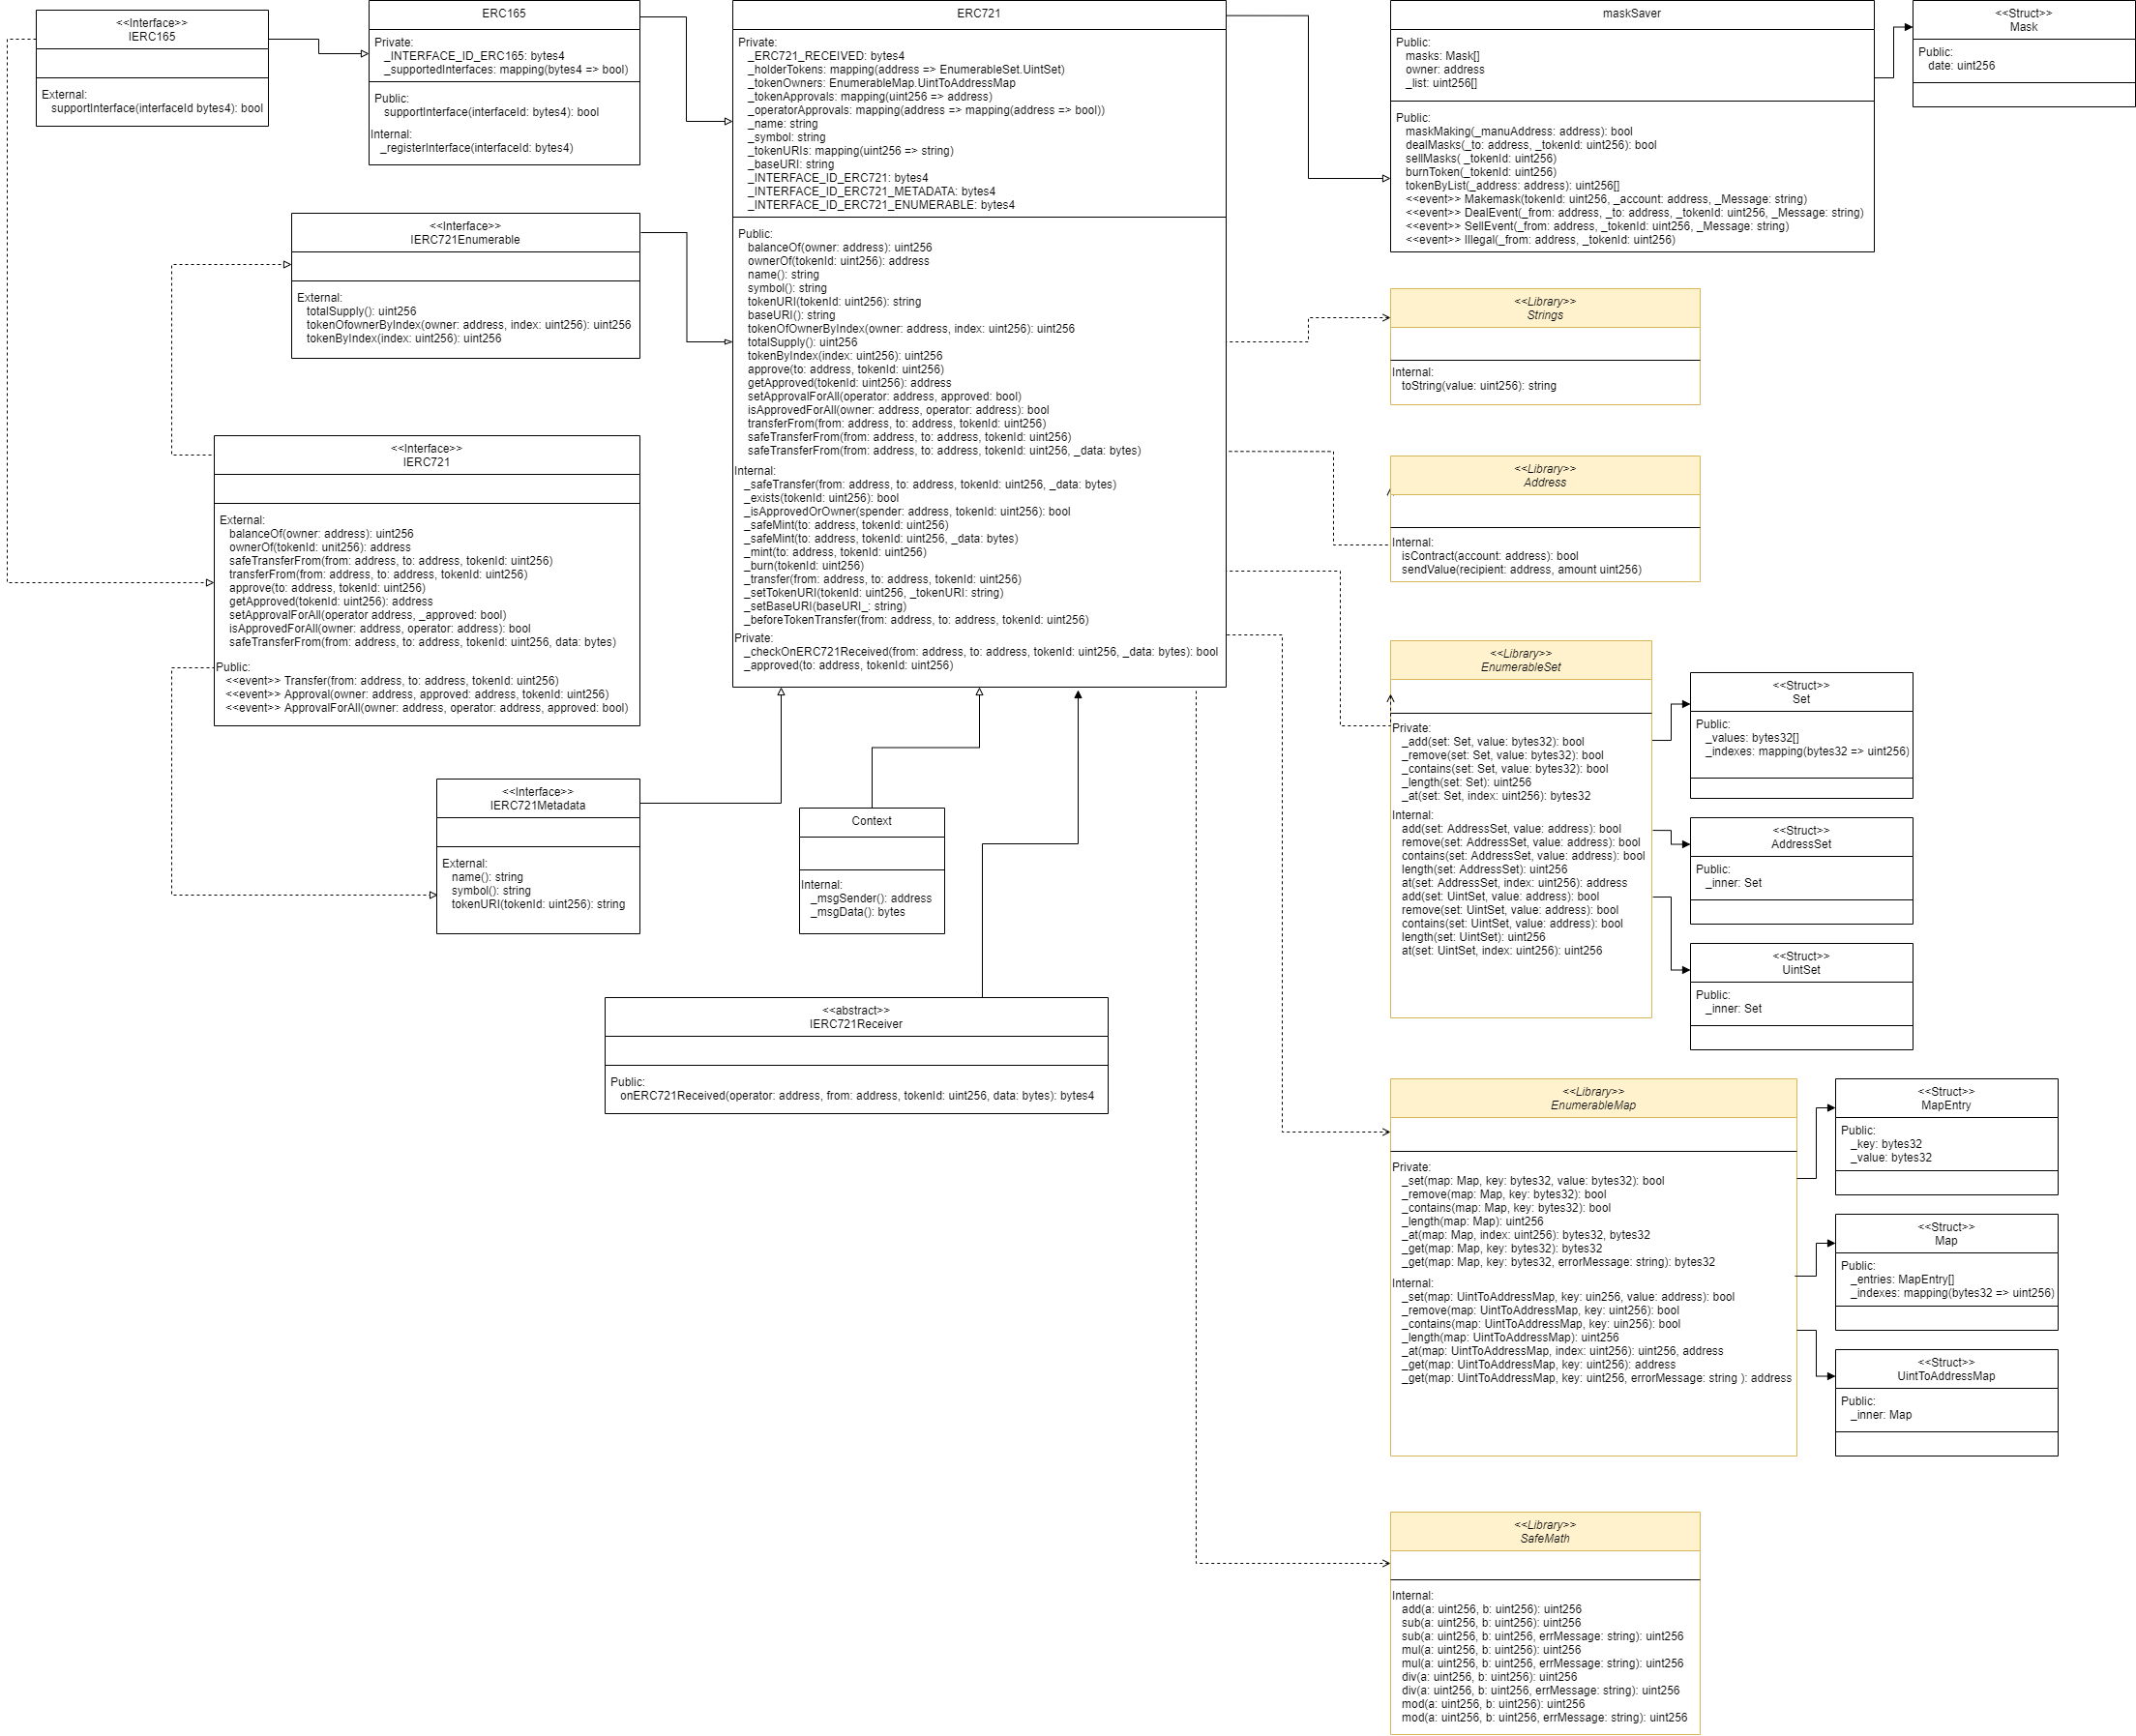 <<Interface>>
IERC165
External:
supportInterface(interfaceId bytes4): bool
ERC165
Private:
_INTERFACE_ID_ERC165: bytes4
_supportedInterfaces: mapping(bytes4 => bool)
Public:
supportInterface(interfaceId: bytes4): bool
Internal:
_registerInterface(interfaceId: bytes4)
<<Interface>>
IERC721Enumerable
External:
totalSupply(): uint256
tokenOfownerByIndex(owner: address, index: uint256): uint256
tokenByIndex(index: uint256): uint256
<<Interface>>
IERC721
External:
balanceOf(owner: address): uint256
ownerOf(tokenId: unit256): address
safeTransferFrom(from: address, to: address, tokenId: uint256)
transferFrom(from: address, to: address, tokenId: uint256)
approve(to: address, tokenId: uint256)
getApproved(tokenId: uint256): address
setApprovalForAll(operator address, _approved: bool)
isApprovedForAll(owner: address, operator: address): bool
safeTransferFrom(from: address, to: address, tokenId: uint256, data: bytes)
Public:
<<event>> Transfer(from: address, to: address, tokenId: uint256)
<<event>> Approval(owner: address, approved: address, tokenId: uint256)
<<event>> ApprovalForAll(owner: address, operator: address, approved: bool)
<<Interface>>
IERC721Metadata
External:
name(): string
symbol(): string
tokenURI(tokenId: uint256): string
ERC721
Private:
_ERC721_RECEIVED: bytes4
_holderTokens: mapping(address => EnumerableSet.UintSet)
_tokenOwners: EnumerableMap.UintToAddressMap
_tokenApprovals: mapping(uint256 => address)
_operatorApprovals: mapping(address => mapping(address => bool))
_name: string
_symbol: string
_tokenURIs: mapping(uint256 => string)
_baseURI: string
_INTERFACE_ID_ERC721: bytes4
_INTERFACE_ID_ERC721_METADATA: bytes4
_INTERFACE_ID_ERC721_ENUMERABLE: bytes4
Public:
balanceOf(owner: address): uint256
ownerOf(tokenId: uint256): address
name(): string
symbol(): string
tokenURI(tokenId: uint256): string
baseURI(): string
tokenOfOwnerByIndex(owner: address, index: uint256): uint256
totalSupply(): uint256
tokenByIndex(index: uint256): uint256
approve(to: address, tokenId: uint256)
getApproved(tokenId: uint256): address
setApprovalForAll(operator: address, approved: bool)
isApprovedForAll(owner: address, operator: address): bool
transferFrom(from: address, to: address, tokenId: uint256)
safeTransferFrom(from: address, to: address, tokenId: uint256)
safeTransferFrom(from: address, to: address, tokenId: uint256, _data: bytes)
Internal:
_safeTransfer(from: address, to: address, tokenId: uint256, _data: bytes)
_exists(tokenId: uint256): bool
_isApprovedOrOwner(spender: address, tokenId: uint256): bool
_safeMint(to: address, tokenId: uint256)
_safeMint(to: address, tokenId: uint256, _data: bytes)
_mint(to: address, tokenId: uint256)
_burn(tokenId: uint256)
_transfer(from: address, to: address, tokenId: uint256)
_setTokenURI(tokenId: uint256, _tokenURI: string)
_setBaseURI(baseURI_: string)
_beforeTokenTransfer(from: address, to: address, tokenId: uint256)
Private:
_checkOnERC721Received(from: address, to: address, tokenId: uint256, _data: bytes): bool
_approved(to: address, tokenId: uint256)
Context
Internal:
_msgSender(): address
_msgData(): bytes
<<abstract>>
IERC721Receiver
Public:
onERC721Received(operator: address, from: address, tokenId: uint256, data: bytes): bytes4
maskSaver
Public:
masks: Mask[]
owner: address
_list: uint256[]
Public:
maskMaking(_manuAddress: address): bool
dealMasks(_to: address, _tokenId: uint256): bool
sellMasks( _tokenId: uint256)
burnToken(_tokenId: uint256)
tokenByList(_address: address): uint256[]
<<event>> Makemask(tokenId: uint256, _account: address, _Message: string)
<<event>> DealEvent(_from: address, _to: address, _tokenId: uint256, _Message: string)
<<event>> SellEvent(_from: address, _tokenId: uint256, _Message: string)
<<event>> Illegal(_from: address, _tokenId: uint256)
<<Struct>>
Mask
Public:
date: uint256
<<Library>>
Strings
Internal:
toString(value: uint256): string
<<Library>>
Address
Internal:
isContract(account: address): bool
sendValue(recipient: address, amount uint256)
<<Library>>
EnumerableSet
Private:
_add(set: Set, value: bytes32): bool
_remove(set: Set, value: bytes32): bool
_contains(set: Set, value: bytes32): bool
_length(set: Set): uint256
_at(set: Set, index: uint256): bytes32
Internal:
add(set: AddressSet, value: address): bool
remove(set: AddressSet, value: address): bool
contains(set: AddressSet, value: address): bool
length(set: AddressSet): uint256
at(set: AddressSet, index: uint256): address
add(set: UintSet, value: address): bool
remove(set: UintSet, value: address): bool
contains(set: UintSet, value: address): bool
length(set: UintSet): uint256
at(set: UintSet, index: uint256): uint256
<<Struct>>
Set
Public:
_values: bytes32[]
_indexes: mapping(bytes32 => uint256)
<<Struct>>
AddressSet
Public:
_inner: Set
<<Struct>>
UintSet
Public:
_inner: Set
<<Library>>
EnumerableMap
Private:
_set(map: Map, key: bytes32, value: bytes32): bool
_remove(map: Map, key: bytes32): bool
_contains(map: Map, key: bytes32): bool
_length(map: Map): uint256
_at(map: Map, index: uint256): bytes32, bytes32
_get(map: Map, key: bytes32): bytes32
_get(map: Map, key: bytes32, errorMessage: string): bytes32
Internal:
_set(map: UintToAddressMap, key: uin256, value: address): bool
_remove(map: UintToAddressMap, key: uint256): bool
_contains(map: UintToAddressMap, key: uin256): bool
_length(map: UintToAddressMap): uint256
_at(map: UintToAddressMap, index: uint256): uint256, address
_get(map: UintToAddressMap, key: uint256): address
_get(map: UintToAddressMap, key: uint256, errorMessage: string ): address
<<Struct>>
MapEntry
Public:
_key: bytes32
_value: bytes32
<<Struct>>
Map
Public:
_entries: MapEntry[]
_indexes: mapping(bytes32 => uint256)
<<Struct>>
UintToAddressMap
Public:
_inner: Map
<<Library>>
SafeMath
Internal:
add(a: uint256, b: uint256): uint256
sub(a: uint256, b: uint256): uint256
sub(a: uint256, b: uint256, errMessage: string): uint256
mul(a: uint256, b: uint256): uint256
mul(a: uint256, b: uint256, errMessage: string): uint256
div(a: uint256, b: uint256): uint256
div(a: uint256, b: uint256, errMessage: string): uint256
mod(a: uint256, b: uint256): uint256
mod(a: uint256, b: uint256, errMessage: string): uint256